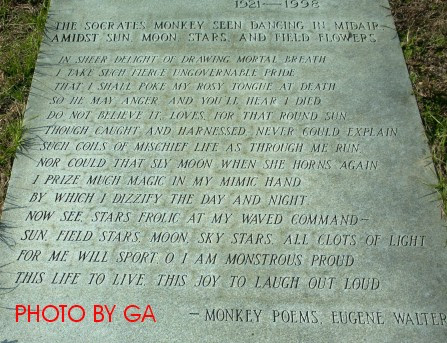 1921—1998
THE SOCRATES MONKEY SEEN DANCING IN MIDAIR
AMIDST SUN MOON STARS, AND FIELD FLOWERS
IN SHEER DELIGHT OF DRAWING MORTAL BREATH
I TAKE SUCH FIERCE UNGOVERNABLE PRIDE
THAT I SHALL POKE MY ROSY TONGUE AT DEATH
SO HE MAY ANGER AND YOU'LL HEAR I DIED
DO NOT BELIEVE IT, LOVES, FOR THAT ROUND SUN
THOUGH CAUGHT AND HARNESSED, NEVER COULD EXPLAIN
SUCH COILS OF MISCHIEF LIFE AS THROUGH ME RUN,
NOR COULD THAT SLY MOON WHEN SHE HORNS AGAIN
I PRIZE MUCH MAGIC IN MY MIMIC HAND
BY WHICH I DIZZIFY THE DAY AND NIGHT
NOW SEE, STARS FROLIC AT MY WAVED COMMAND—
SUN, FIELD STARS, MOON, SKY STARS, ALL CLOTS OF LIGHT
FOR ME WILL SPORT. O I AM MONSTROUS PROUD
THIS LIFE TO LIVE, THIS JOY TO LAUGH OUT LOUD
—MONKEY POEMS, EUGENE WALTER
PHOTO BY GA